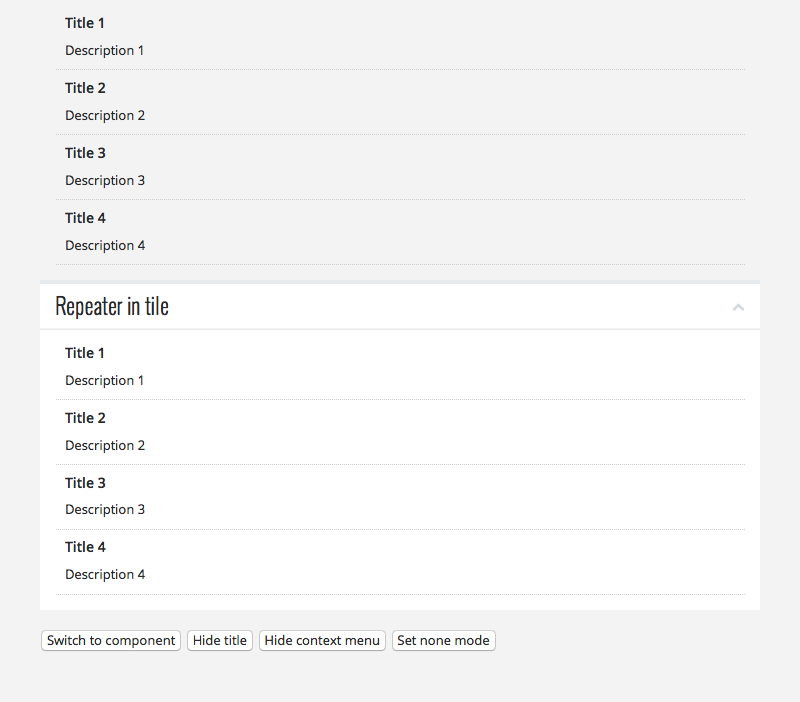 Title 1
Description 1
Title 2
Description 2
Title 3
Description 3
Title 4
Description 4
Repeater in tile
Title 1
Description 1
Title 2
Description 2
Title 3
Description 3
Title 4
Description 4
Switch to component Hide title Hide context menu Set none mode